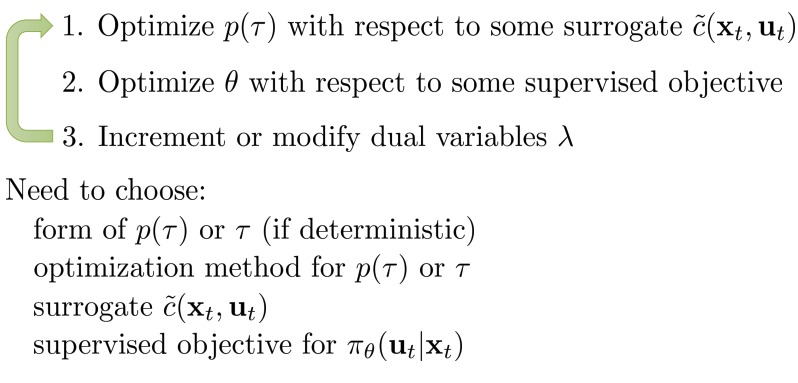 1. Optimize p(τ) with respect to some surrogate c̃(𝐱ₜ, 𝐮ₜ)
2. Optimize θ with respect to some supervised objective
3. Increment or modify dual variables λ
Need to choose:
form of p(τ) or τ (if deterministic)
optimization method for p(τ) or τ
surrogate c̃(𝐱ₜ, 𝐮ₜ)
supervised objective for π_θ(𝐮ₜ|𝐱ₜ)